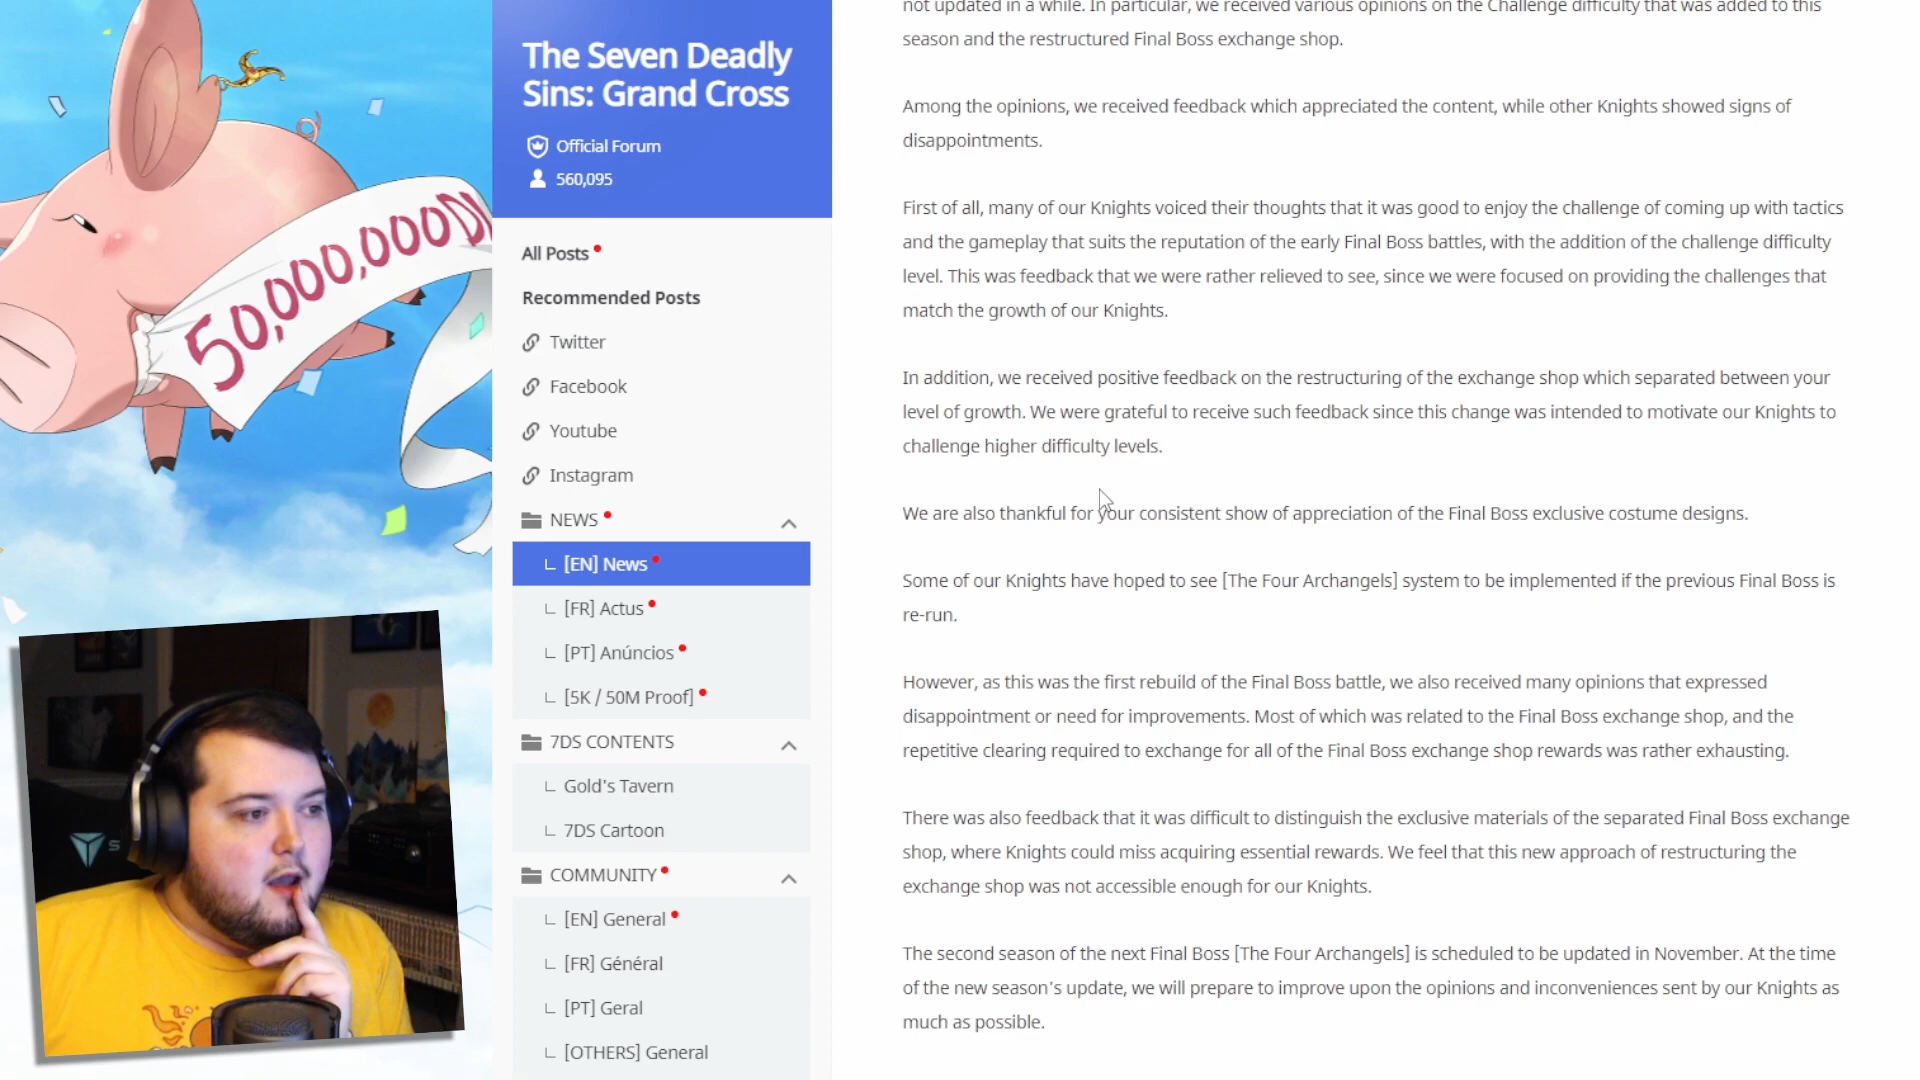 50,000,000
The Seven Deadly
Sins: Grand Cross
Official Forum
560,095
All Posts
Recommended Posts
Twitter
Facebook
Youtube
Instagram
NEWS
[EN] News
[FR] Actus
[PT] Anúncios
[5K / 50M Proof]
7DS CONTENTS
Gold's Tavern
7DS Cartoon
COMMUNITY
[EN] General
[FR] Général
[PT] Geral
[OTHERS] General
not updated in a while. In particular, we received various opinions on the Challenge difficulty that was added to this
season and the restructured Final Boss exchange shop.
Among the opinions, we received feedback which appreciated the content, while other Knights showed signs of
disappointments.
First of all, many of our Knights voiced their thoughts that it was good to enjoy the challenge of coming up with tactics
and the gameplay that suits the reputation of the early Final Boss battles, with the addition of the challenge difficulty
level. This was feedback that we were rather relieved to see, since we were focused on providing the challenges that
match the growth of our Knights.
In addition, we received positive feedback on the restructuring of the exchange shop which separated between your
level of growth. We were grateful to receive such feedback since this change was intended to motivate our Knights to
challenge higher difficulty levels.
We are also thankful for your consistent show of appreciation of the Final Boss exclusive costume designs.
Some of our Knights have hoped to see [The Four Archangels] system to be implemented if the previous Final Boss is
re-run.
However, as this was the first rebuild of the Final Boss battle, we also received many opinions that expressed
disappointment or need for improvements. Most of which was related to the Final Boss exchange shop, and the
repetitive clearing required to exchange for all of the Final Boss exchange shop rewards was rather exhausting.
There was also feedback that it was difficult to distinguish the exclusive materials of the separated Final Boss exchange
shop, where Knights could miss acquiring essential rewards. We feel that this new approach of restructuring the
exchange shop was not accessible enough for our Knights.
The second season of the next Final Boss [The Four Archangels] is scheduled to be updated in November. At the time
of the new season's update, we will prepare to improve upon the opinions and inconveniences sent by our Knights as
much as possible.